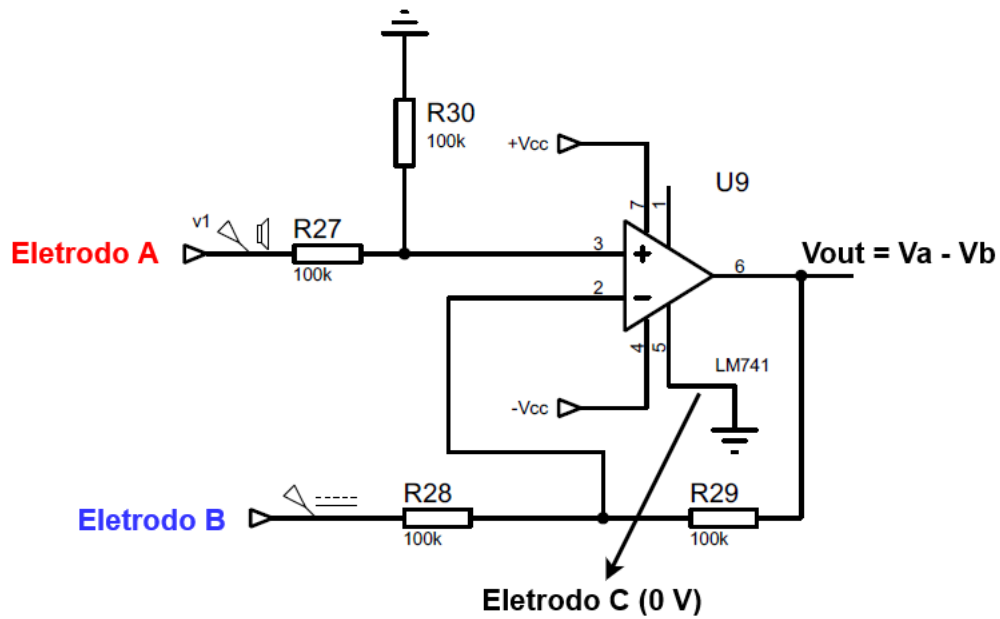 R30
100k
+Vcc
U9
7
1
v1
R27
Eletrodo A
100k
3
+
2
6
Vout = Va - Vb
4
5
LM741
-Vcc
R28
R29
Eletrodo B
100k
100k
Eletrodo C (0 V)